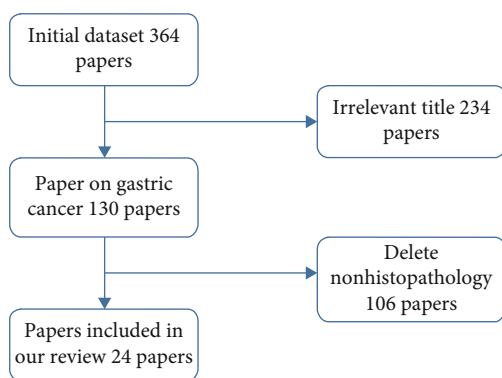 Initial dataset 364
papers
Irrelevant title 234
papers
Paper on gastric
cancer 130 papers
Delete
nonhistopathology
106 papers
Papers included in
our review 24 papers